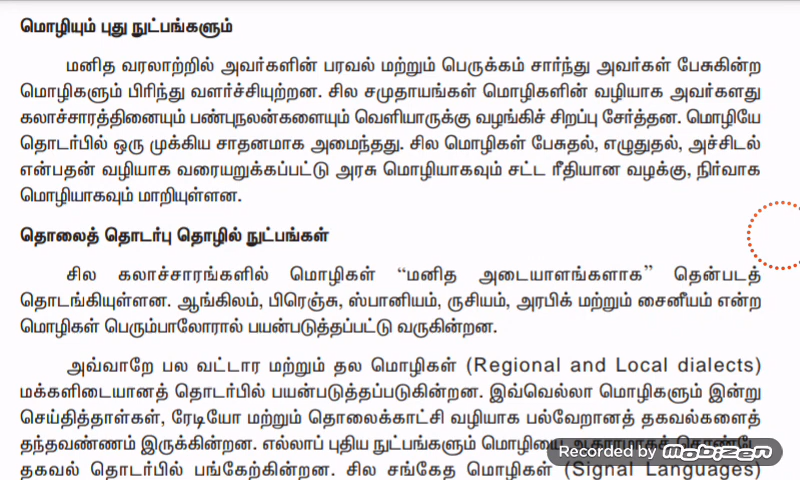 மொழியும் புது நுட்பங்களும்
மனித வரலாற்றில் அவர்களின் பரவல் மற்றும் பெருக்கம் சார்ந்து அவர்கள் பேசுகின்ற
மொழிகளும் பிரிந்து வளர்ச்சியுற்றன. சில சமுதாயங்கள் மொழிகளின் வழியாக அவர்களது
கலாச்சாரத்தினையும் பண்புநலன்களையும் வெளியாருக்கு வழங்கிச் சிறப்பு சேர்த்தன. மொழியே
தொடர்பில் ஒரு முக்கிய சாதனமாக அமைந்தது. சில மொழிகள் பேசுதல், எழுதுதல், அச்சிடல்
என்பதன் வழியாக வரையறுக்கப்பட்டு அரசு மொழியாகவும் சட்ட ரீதியான வழக்கு, நிர்வாக
மொழியாகவும் மாறியுள்ளன.
தொலைத் தொடர்பு தொழில் நுட்பங்கள்
சில கலாச்சாரங்களில் மொழிகள் “மனித அடையாளங்களாக” தென்படத்
தொடங்கியுள்ளன. ஆங்கிலம், பிரெஞ்சு, ஸ்பானியம், ருசியம், அரபிக் மற்றும் சைனீயம் என்ற
மொழிகள் பெரும்பாலோரால் பயன்படுத்தப்பட்டு வருகின்றன.
அவ்வாறே பல வட்டார மற்றும் தல மொழிகள் (Regional and Local dialects)
மக்களிடையானத் தொடர்பில் பயன்படுத்தப்படுகின்றன. இவ்வெல்லா மொழிகளும் இன்று
செய்தித்தாள்கள், ரேடியோ மற்றும் தொலைக்காட்சி வழியாக பல்வேறானத் தகவல்களைத்
தந்தவண்ணம் இருக்கின்றன. எல்லாப் புதிய நுட்பங்களும் மொழியை
தகவல் தொடர்பில் பங்கேற்கின்றன. சில சங்கேத மொழிகள் (Signal Languages)
Recorded by mobizen